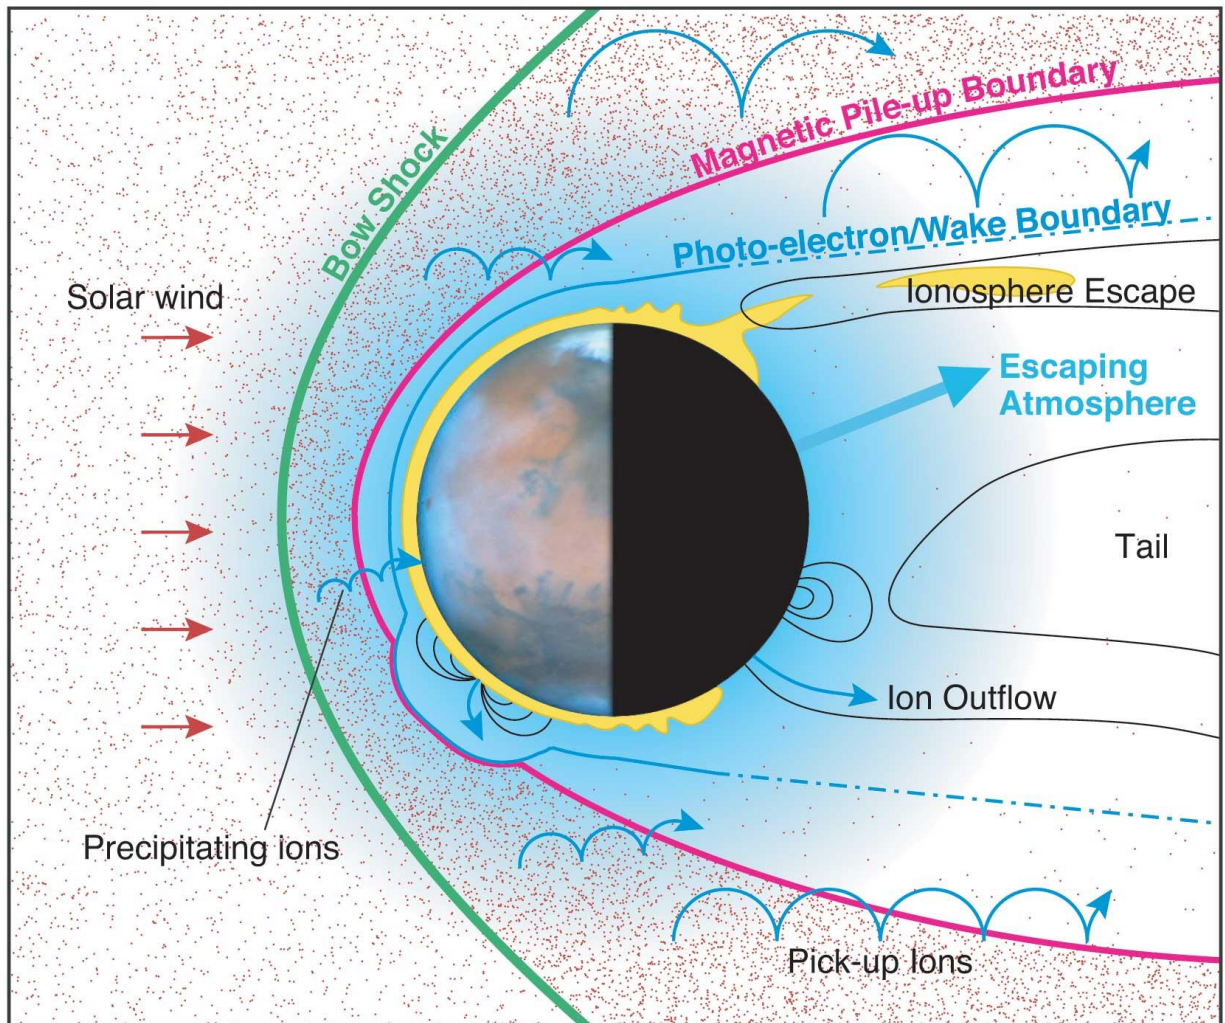 Bow Shock
Magnetic Pile-up Boundary
Photo-electron/Wake Boundary
Solar wind
Ionosphere Escape
Escaping
Atmosphere
Tail
Ion Outflow
Precipitating ions
Pick-up Ions